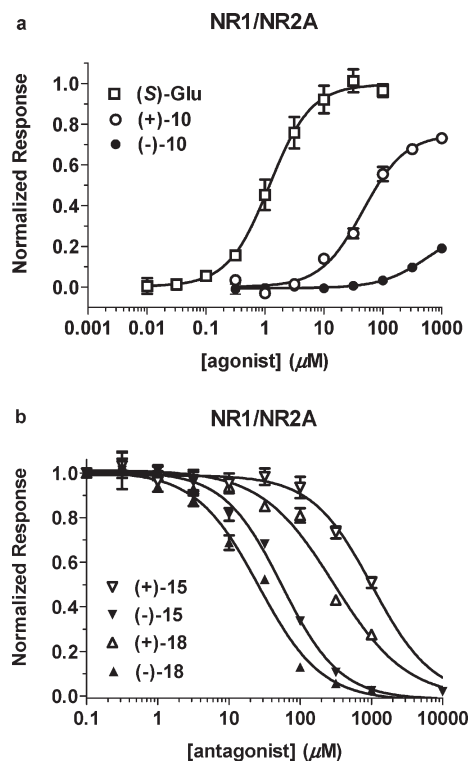 a
NR1/NR2A
Normalized Response
1.0
0.8
0.6
0.4
0.2
0.0
(S)-Glu
(+)-10
(-)-10
0.001 0.01 0.1 1 10 100 1000
[agonist] (μM)
b
NR1/NR2A
Normalized Response
1.0
0.8
0.6
0.4
0.2
0.0
(+)-15
(-)-15
(+)-18
(-)-18
0.1 1 10 100 1000 10000
[antagonist] (μM)